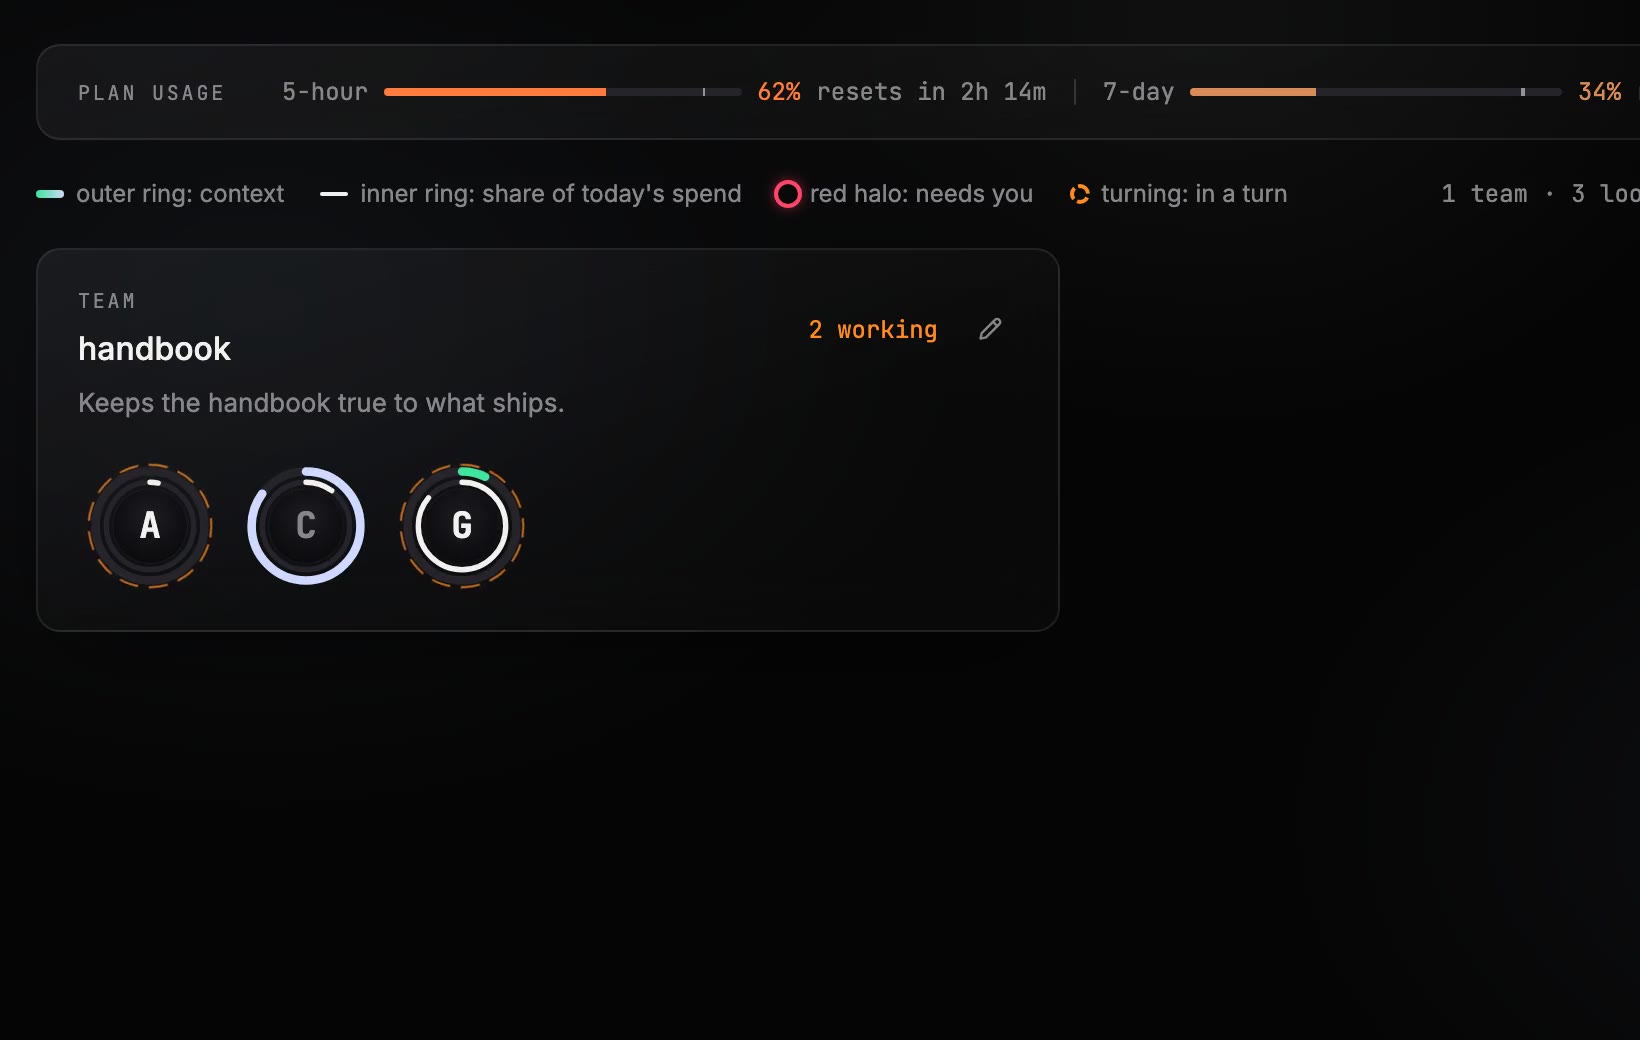 PLAN USAGE 5-hour 62% resets in 2h 14m 7-day 34%
outer ring: context inner ring: share of today's spend red halo: needs you turning: in a turn 1 team · 3 loo
TEAM
handbook
2 working
Keeps the handbook true to what ships.
A C G